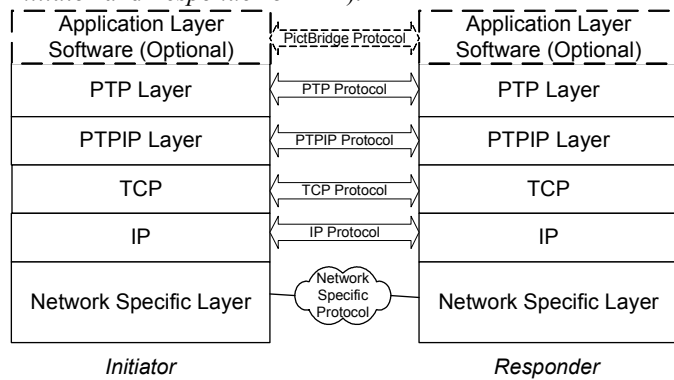 Application Layer
Software (Optional)
PictBridge Protocol
Application Layer
Software (Optional)
PTP Layer
PTP Protocol
PTP Layer
PTPIP Layer
PTPIP Protocol
PTPIP Layer
TCP
TCP Protocol
TCP
IP
IP Protocol
IP
Network Specific Layer
Network
Specific
Protocol
Network Specific Layer
Initiator
Responder